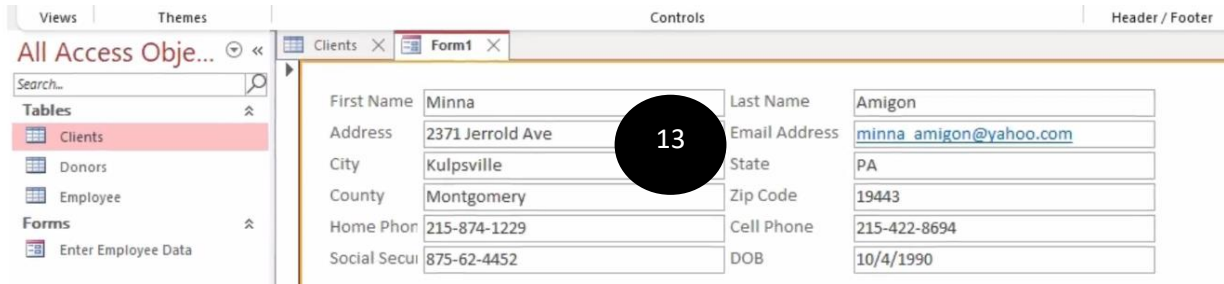 Views Themes Controls Header / Footer
All Access Obje... «
Search...
Tables
Clients
Donors
Employee
Forms
Enter Employee Data
Clients Form1
First Name Minna Last Name Amigon
Address 2371 Jerrold Ave Email Address minna_amigon@yahoo.com
City Kulpsville State PA
County Montgomery Zip Code 19443
Home Phon 215-874-1229 Cell Phone 215-422-8694
Social Secui 875-62-4452 DOB 10/4/1990
13